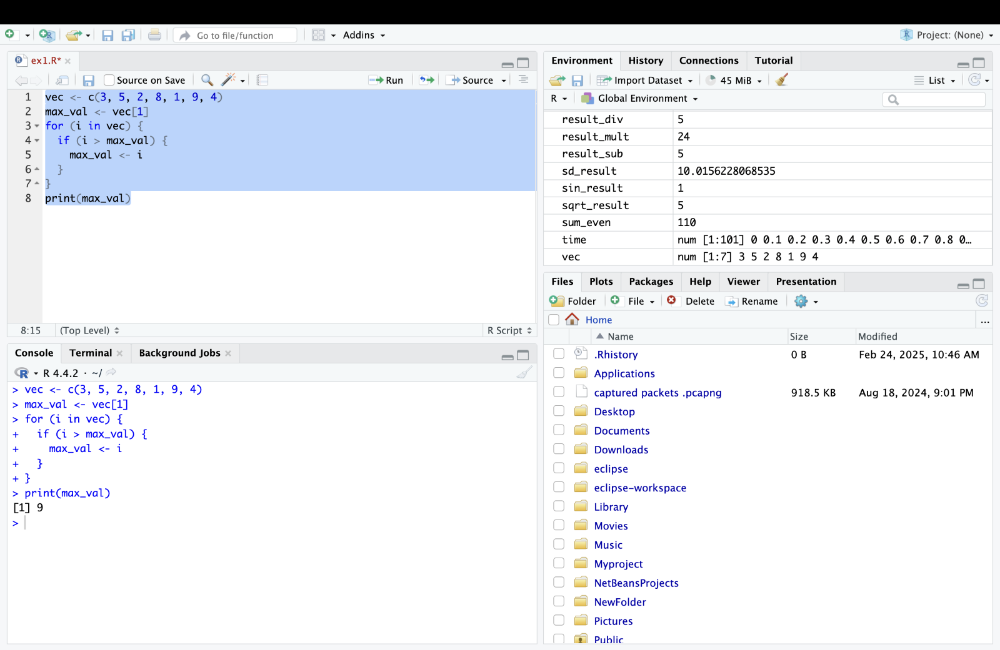 Go to file/function
Addins
Project: (None)
ex1.R*
Source on Save
Run
Source
1 vec <- c(3, 5, 2, 8, 1, 9, 4)
2 max_val <- vec[1]
3 for (i in vec) {
4   if (i > max_val) {
5     max_val <- i
6   }
7 }
8 print(max_val)
8:15 (Top Level) R Script
Console Terminal Background Jobs
R 4.4.2 · ~/
> vec <- c(3, 5, 2, 8, 1, 9, 4)
> max_val <- vec[1]
> for (i in vec) {
+   if (i > max_val) {
+     max_val <- i
+   }
+ }
> print(max_val)
[1] 9
>
Environment History Connections Tutorial
Import Dataset 45 MiB List
R Global Environment
result_div 5
result_mult 24
result_sub 5
sd_result 10.0156228068535
sin_result 1
sqrt_result 5
sum_even 110
time num [1:101] 0 0.1 0.2 0.3 0.4 0.5 0.6 0.7 0.8 0…
vec num [1:7] 3 5 2 8 1 9 4
Files Plots Packages Help Viewer Presentation
Folder File Delete Rename
Home ...
Name Size Modified
.Rhistory 0 B Feb 24, 2025, 10:46 AM
Applications
captured packets .pcapng 918.5 KB Aug 18, 2024, 9:01 PM
Desktop
Documents
Downloads
eclipse
eclipse-workspace
Library
Movies
Music
Myproject
NetBeansProjects
NewFolder
Pictures
Public